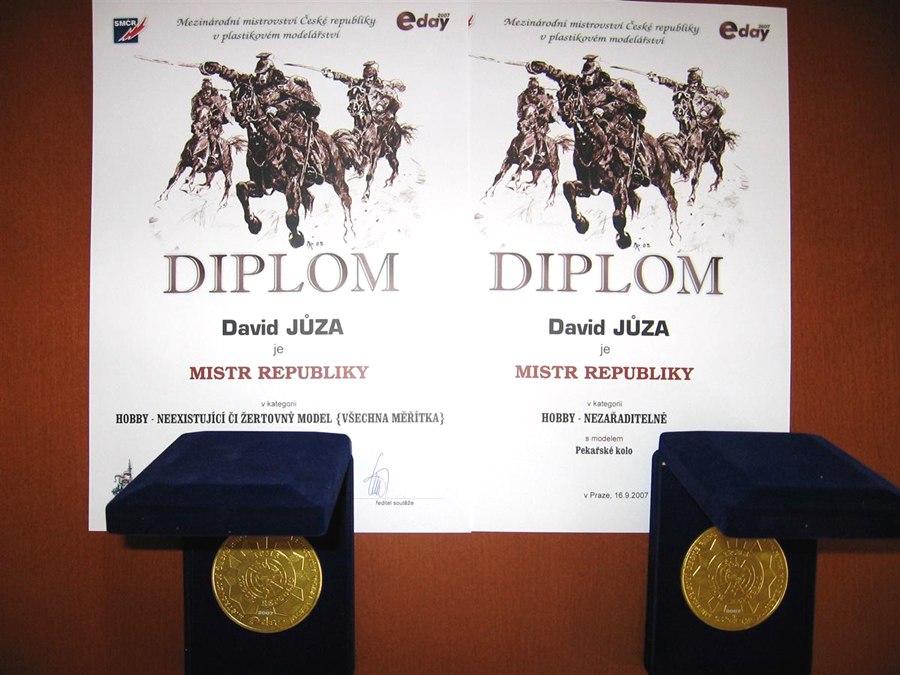 SMČR
Mezinárodní mistrovství České republiky
v plastikovém modelářství
eday 2007
DIPLOM
David JŮZA
je
MISTR REPUBLIKY
v kategorii
HOBBY - NEEXISTUJÍCÍ ČI ŽERTOVNÝ MODEL {VŠECHNA MĚŘÍTKA}
ředitel soutěže
Mezinárodní mistrovství České republiky
v plastikovém modelářství
eday 2007
DIPLOM
David JŮZA
je
MISTR REPUBLIKY
v kategorii
HOBBY - NEZAŘADITELNÉ
s modelem
Pekařské kolo
v Praze, 16.9.2007
2007
2007